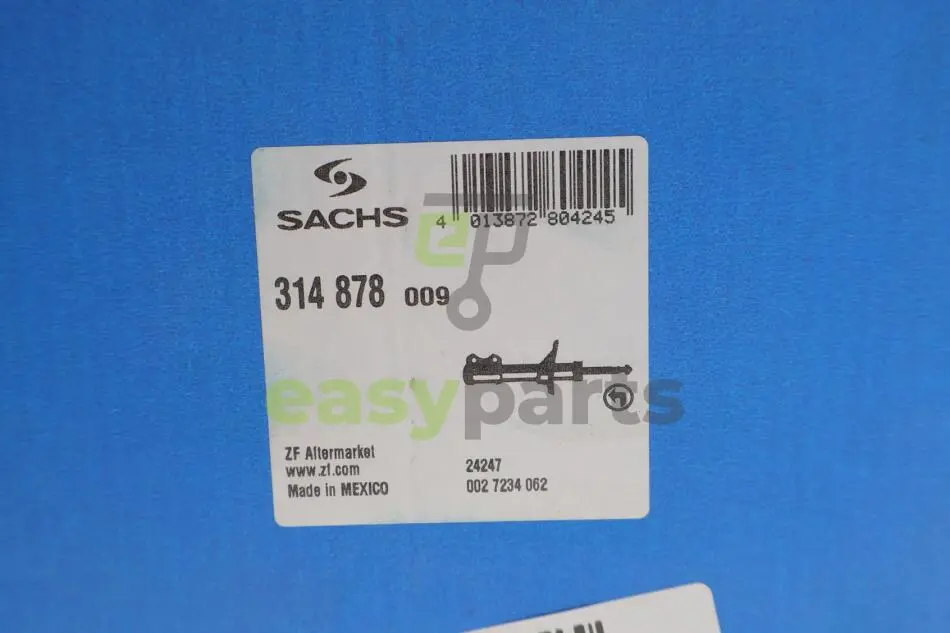 SACHS
4 013872 804245
314 878 009
easyparts
ZF Aftermarket
www.zf.com
Made in MEXICO
24247
002 7234 062